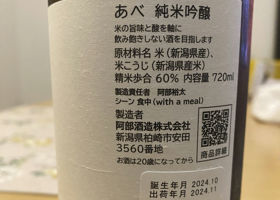 あべ 純米吟醸
米の旨味と酸を軸に
飲み飽きしない酒を目指します
原材料名 米（新潟県産）、
米こうじ（新潟県産米）
精米歩合 60% 内容量 720ml
製造責任者 阿部裕太
シーン 食中(with a meal)
製造者
阿部酒造株式会社
新潟県柏崎市安田
3560番地
商品詳細
お酒は20歳になってから
誕生年月 2024.10
出荷年月 2024.11